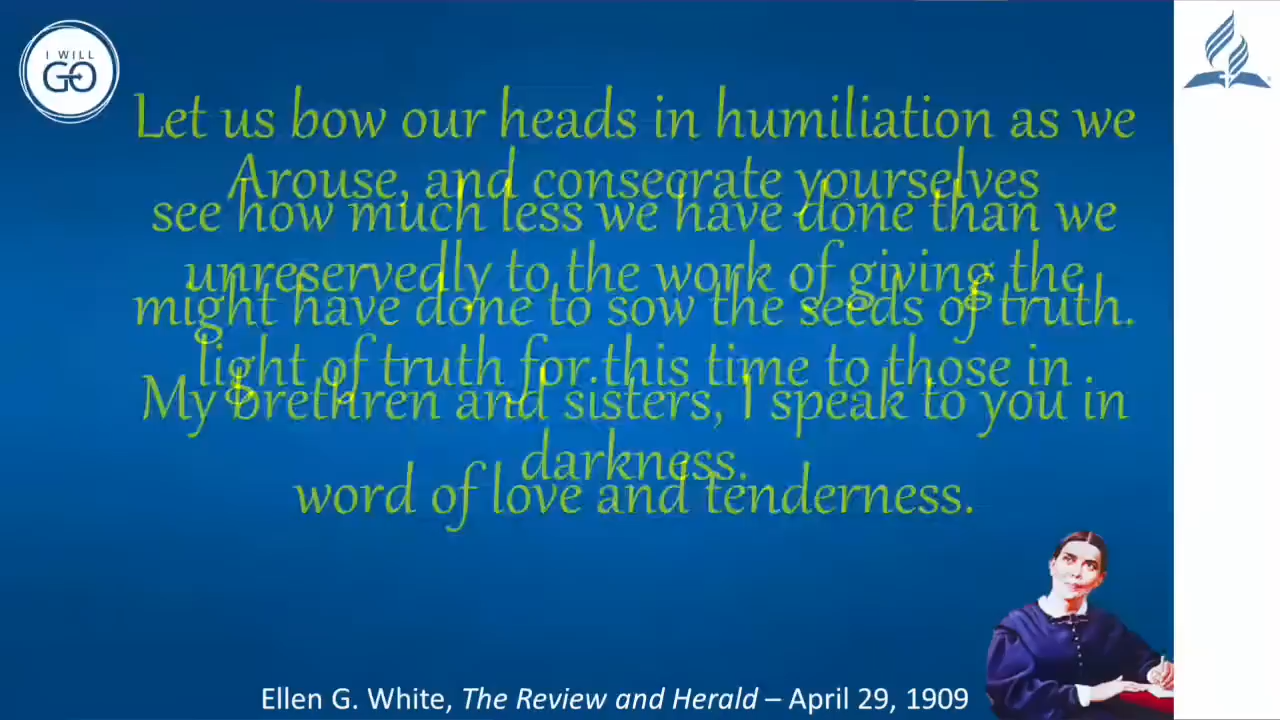 I WILL
GO
Let us bow our heads in humiliation as we
Arouse, and consecrate yourselves
see how much less we have done than we
unreservedly to the work of giving the
might have done to sow the seeds of truth.
light of truth for this time to those in
My brethren and sisters, I speak to you in
darkness.
word of love and tenderness.
Ellen G. White, The Review and Herald – April 29, 1909